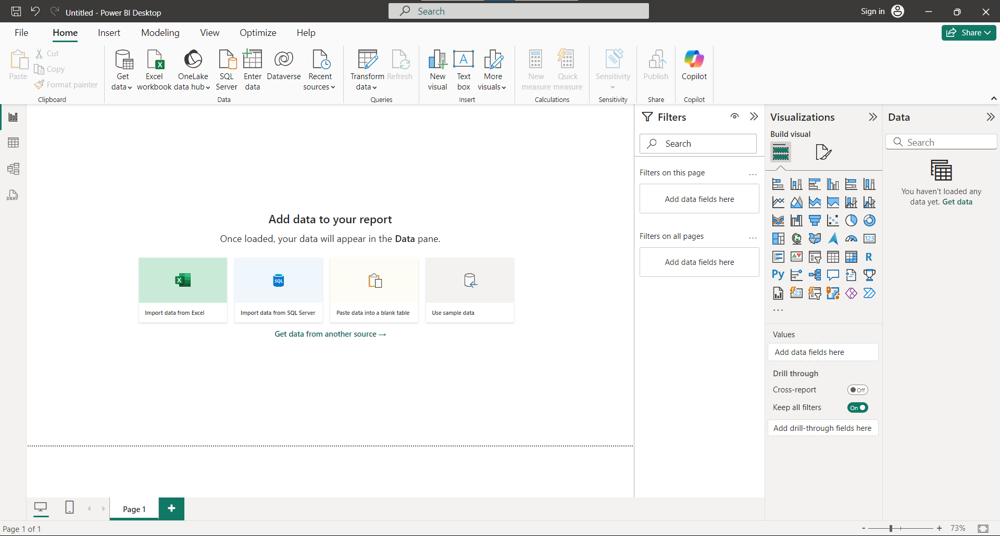 Untitled - Power BI Desktop
Search
Sign in
File
Home
Insert
Modeling
View
Optimize
Help
Share
Paste
Cut
Copy
Format painter
Clipboard
Get
data
Excel
workbook
OneLake
data hub
SQL
Server
Enter
data
Dataverse
Recent
sources
Data
Transform
data
Refresh
Queries
New
visual
A
Text
box
More
visuals
Insert
New
measure
Quick
measure
Calculations
Sensitivity
Sensitivity
Publish
Share
Copilot
Copilot
DAX
Add data to your report
Once loaded, your data will appear in the Data pane.
SQL
Import data from Excel
Import data from SQL Server
Paste data into a blank table
Use sample data
Get data from another source →
Filters
Search
Filters on this page
...
Add data fields here
Filters on all pages
...
Add data fields here
Visualizations
Build visual
123
R
Py
123
...
Values
Add data fields here
Drill through
Cross-report
Off
Keep all filters
On
Add drill-through fields here
Data
Search
You haven't loaded any
data yet. Get data
Page 1
+
Page 1 of 1
- + 73%